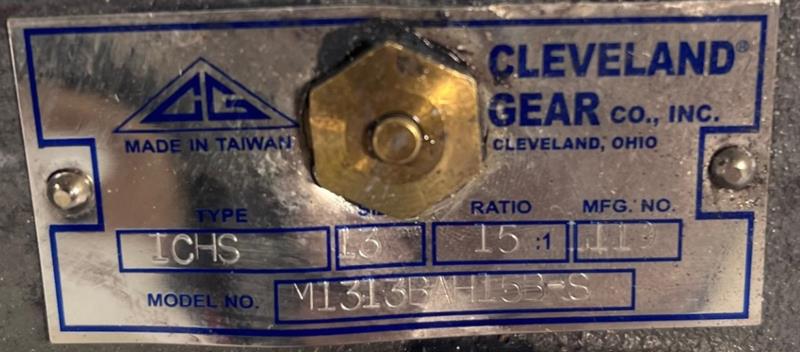 CG
CLEVELAND®
GEAR CO., INC.
MADE IN TAIWAN
CLEVELAND, OHIO
TYPE RATIO MFG. NO.
ICHS 13 15 :1
MODEL NO. M1313BAH15B-S